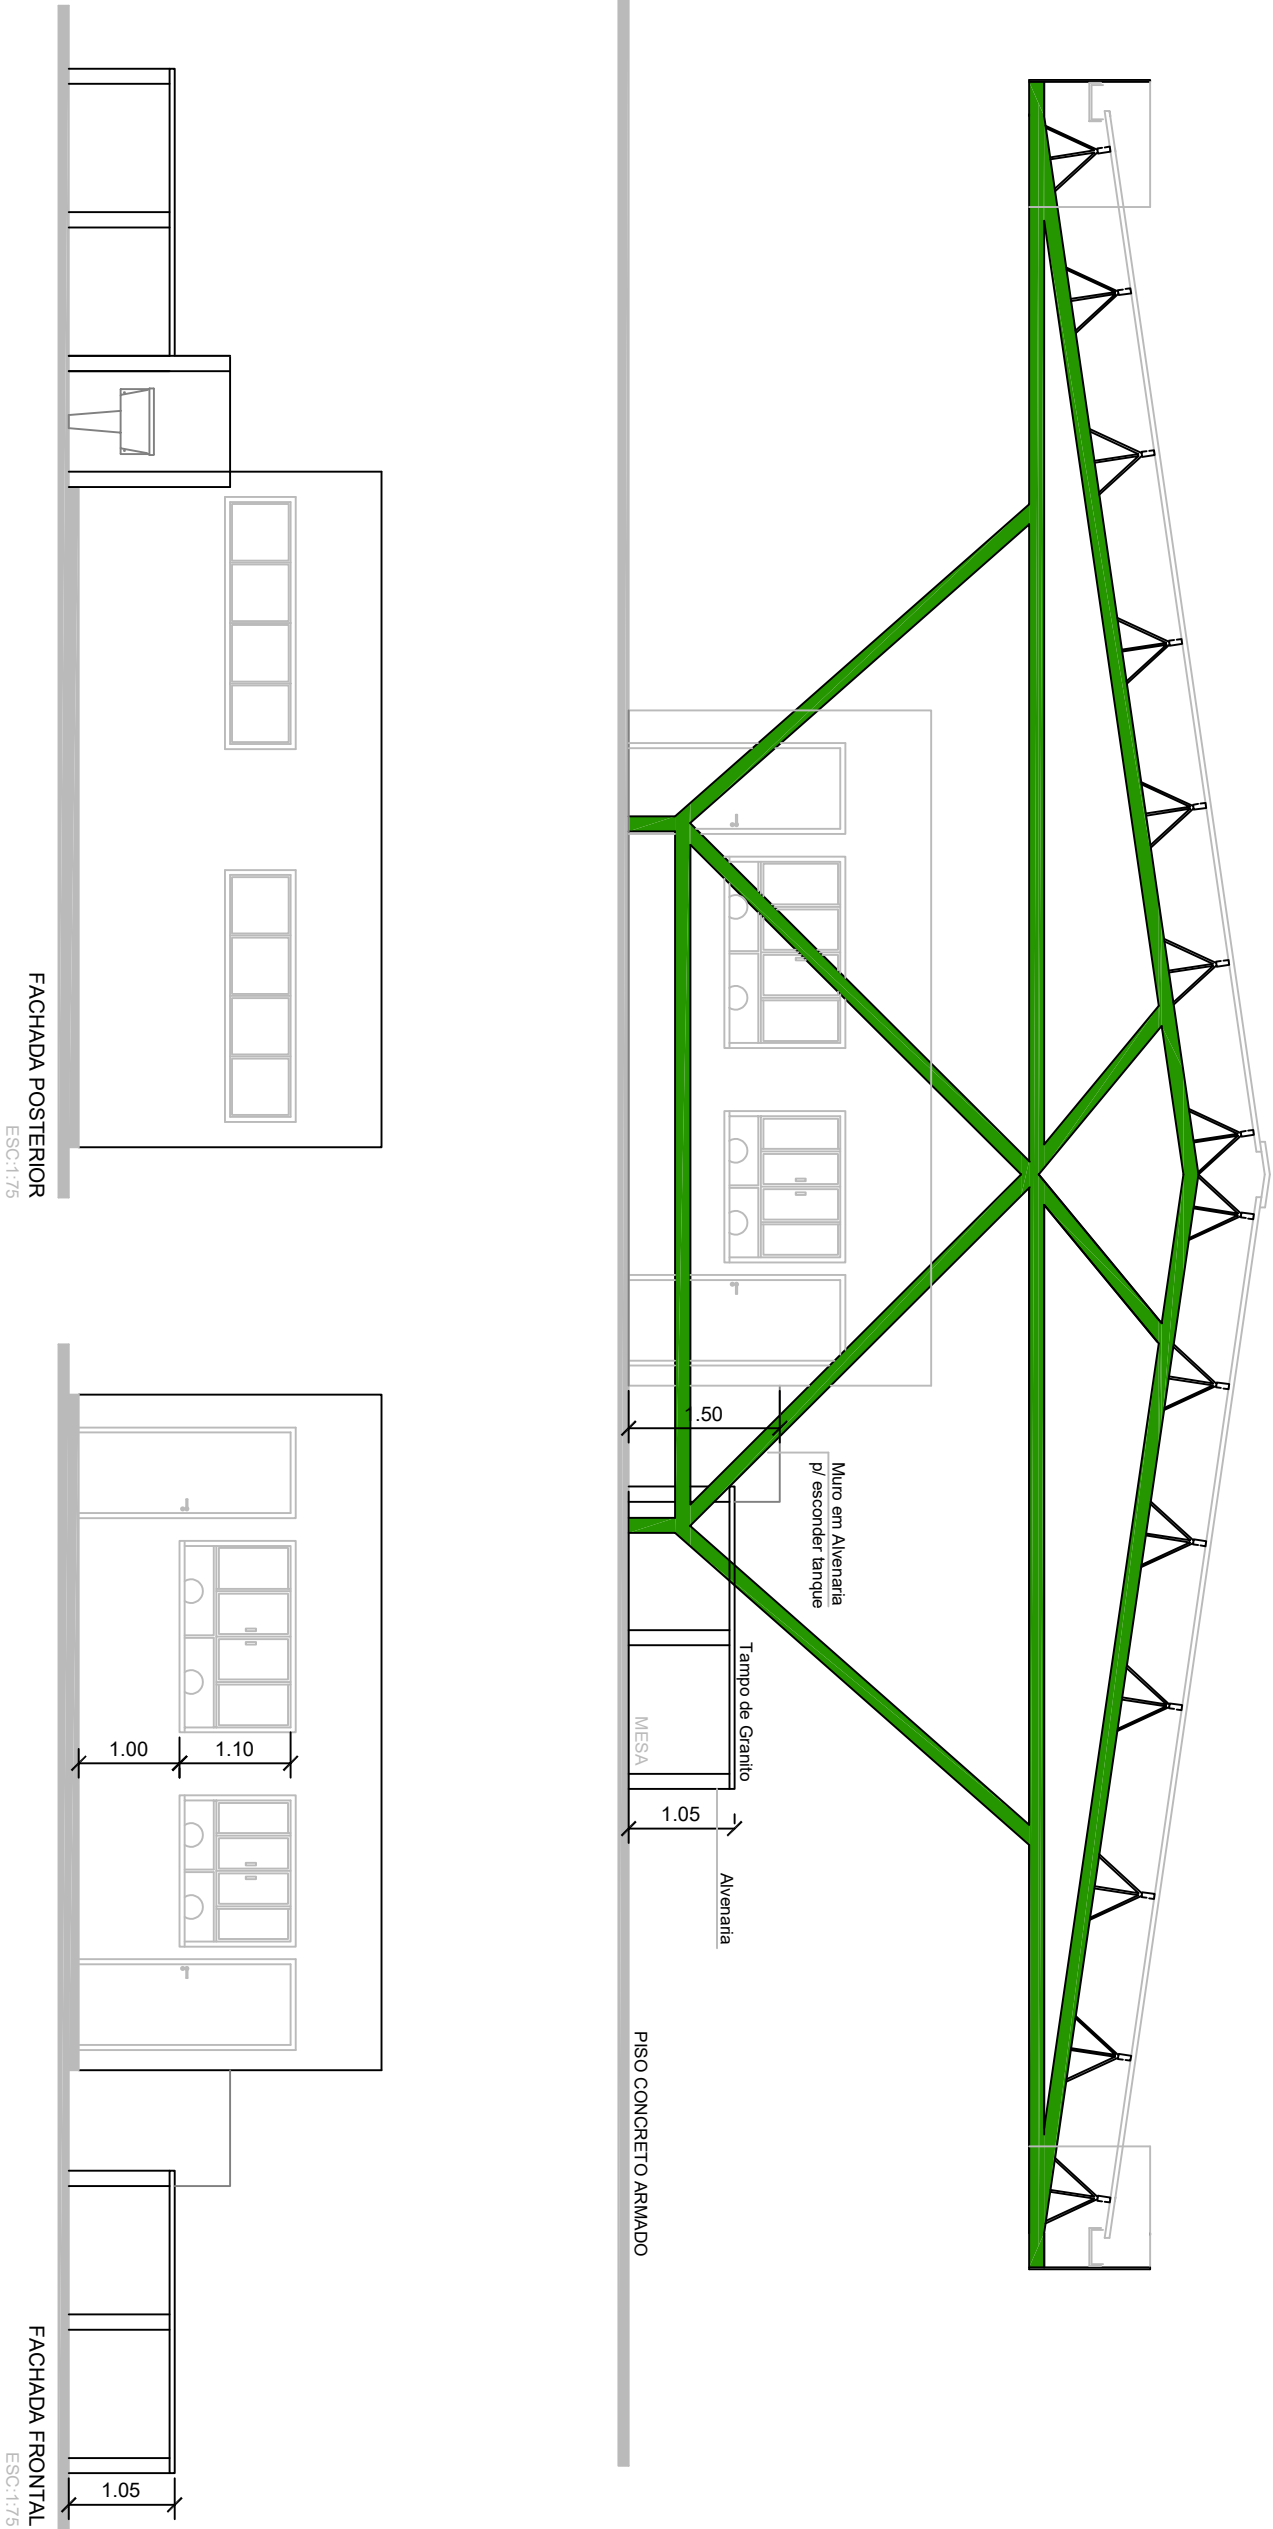 1.50
Muro em Alvenaria
p/ esconder tanque
Tampo de Granito
MESA
1.05
Alvenaria
PISO CONCRETO ARMADO
FACHADA POSTERIOR
ESC:1:75
1.00
1.10
1.05
FACHADA FRONTAL
ESC:1:75